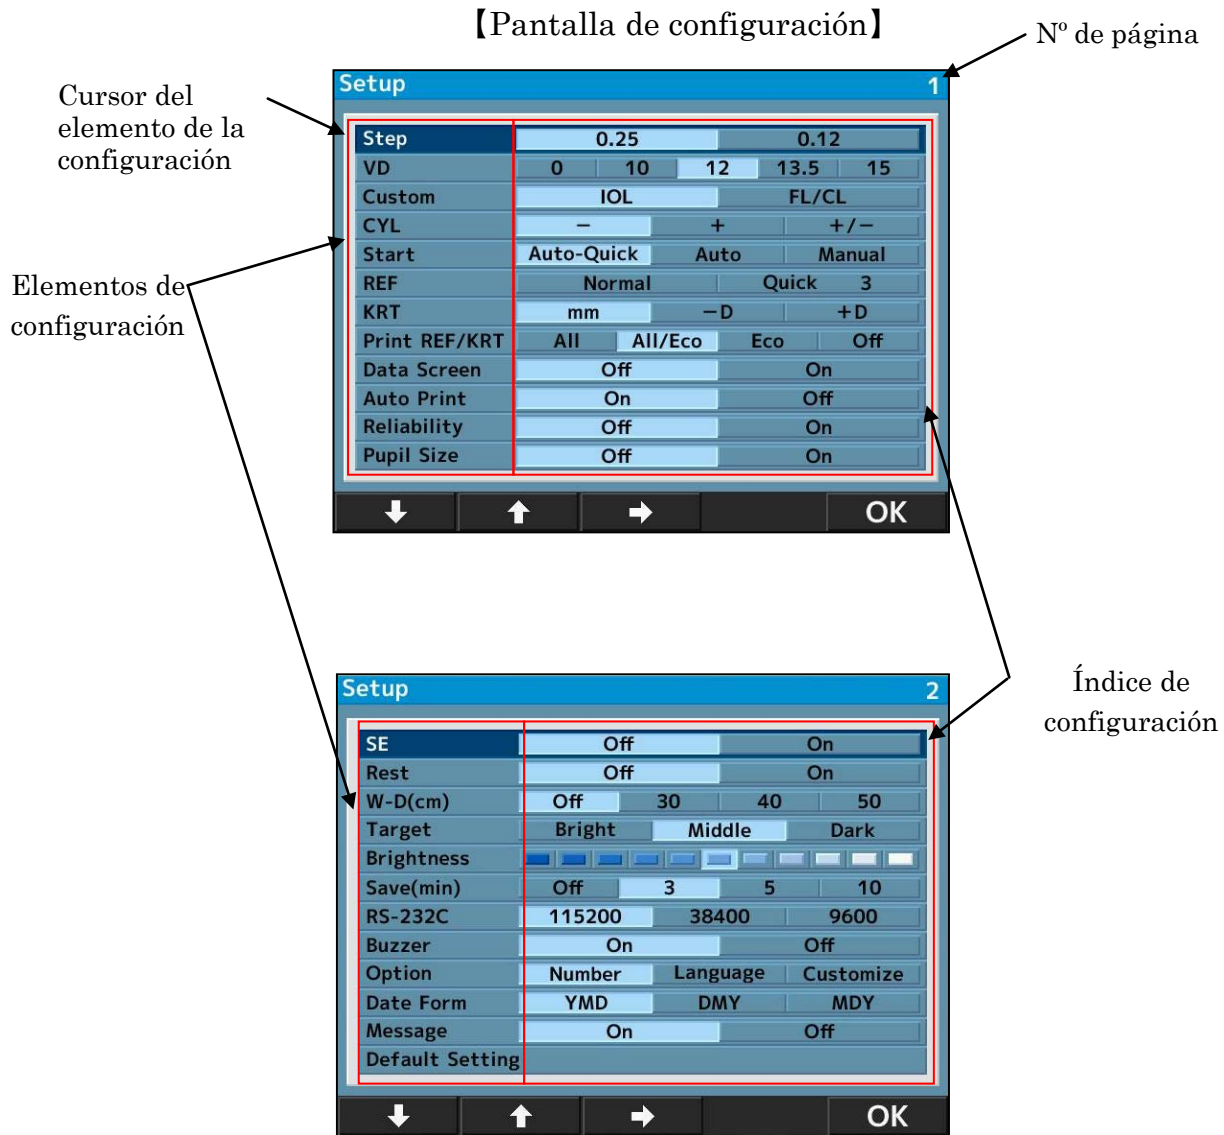 【Pantalla de configuración】
Nº de página
Cursor del
elemento de la
configuración
Elementos de
configuración
Setup 1
Step 0.25 0.12
VD 0 10 12 13.5 15
Custom IOL FL/CL
CYL − + +/−
Start Auto-Quick Auto Manual
REF Normal Quick 3
KRT mm −D +D
Print REF/KRT All All/Eco Eco Off
Data Screen Off On
Auto Print On Off
Reliability Off On
Pupil Size Off On
OK
Índice de
configuración
Setup 2
SE Off On
Rest Off On
W-D(cm) Off 30 40 50
Target Bright Middle Dark
Brightness
Save(min) Off 3 5 10
RS-232C 115200 38400 9600
Buzzer On Off
Option Number Language Customize
Date Form YMD DMY MDY
Message On Off
Default Setting
OK